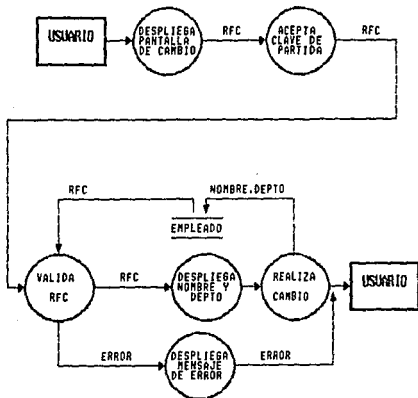 USUARIO
DESPLIEGA
PANTALLA
DE CAMBIO
RFC
ACEPTA
CLAVE DE
PARTIDA
RFC
RFC
NOMBRE.DEPTO
EMPLEADO
VALIDA
RFC
RFC
DESPLIEGA
NOMBRE Y
DEPTO
REALIZA
CAMBIO
USUARIO
ERROR
DESPLIEGA
MENSAJE
DE ERROR
ERROR